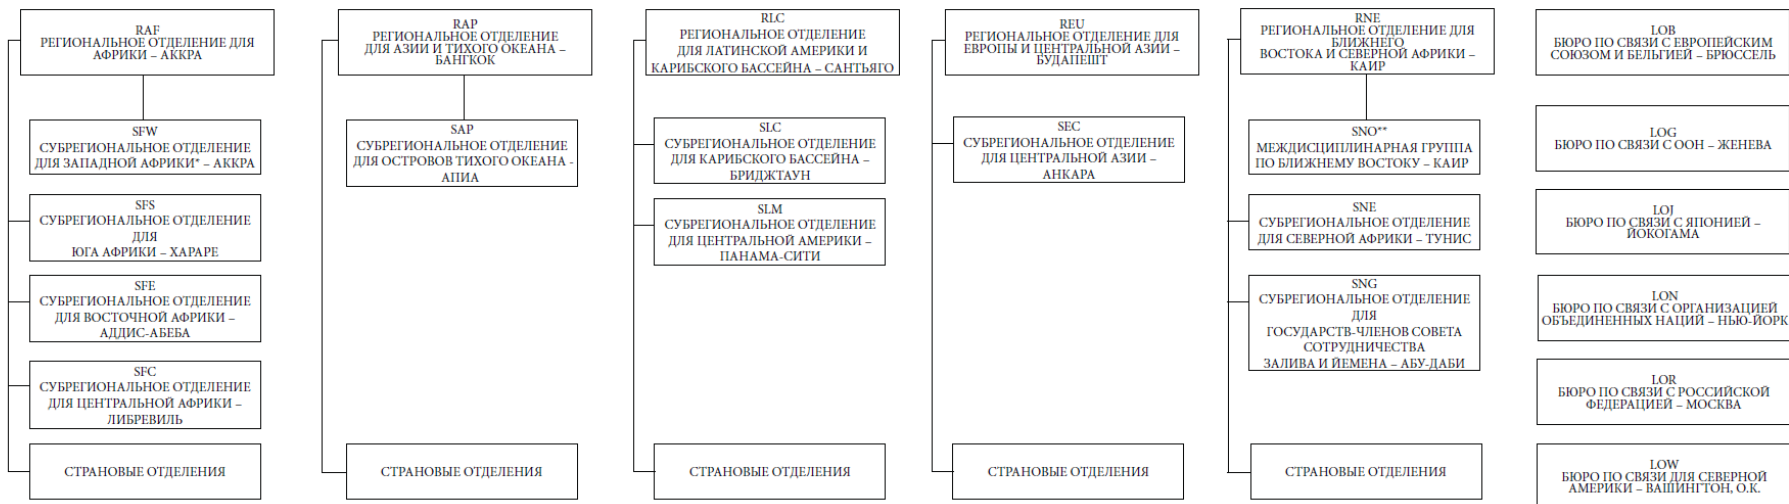 RAF
РЕГИОНАЛЬНОЕ ОТДЕЛЕНИЕ ДЛЯ
АФРИКИ – АККРА
SFW
СУБРЕГИОНАЛЬНОЕ ОТДЕЛЕНИЕ
ДЛЯ ЗАПАДНОЙ АФРИКИ* – АККРА
SFS
СУБРЕГИОНАЛЬНОЕ ОТДЕЛЕНИЕ
ДЛЯ
ЮГА АФРИКИ – ХАРАРЕ
SFE
СУБРЕГИОНАЛЬНОЕ ОТДЕЛЕНИЕ
ДЛЯ ВОСТОЧНОЙ АФРИКИ –
АДДИС-АБЕБА
SFC
СУБРЕГИОНАЛЬНОЕ ОТДЕЛЕНИЕ
ДЛЯ ЦЕНТРАЛЬНОЙ АФРИКИ –
ЛИБРЕВИЛЬ
СТРАНОВЫЕ ОТДЕЛЕНИЯ
RAP
РЕГИОНАЛЬНОЕ ОТДЕЛЕНИЕ
ДЛЯ АЗИИ И ТИХОГО ОКЕАНА –
БАНГКОК
SAP
СУБРЕГИОНАЛЬНОЕ ОТДЕЛЕНИЕ
ДЛЯ ОСТРОВОВ ТИХОГО ОКЕАНА -
АПИА
СТРАНОВЫЕ ОТДЕЛЕНИЯ
RLC
РЕГИОНАЛЬНОЕ ОТДЕЛЕНИЕ
ДЛЯ ЛАТИНСКОЙ АМЕРИКИ И
КАРИБСКОГО БАССЕЙНА – САНТЬЯГО
SLC
СУБРЕГИОНАЛЬНОЕ ОТДЕЛЕНИЕ
ДЛЯ КАРИБСКОГО БАССЕЙНА –
БРИДЖТАУН
SLM
СУБРЕГИОНАЛЬНОЕ ОТДЕЛЕНИЕ
ДЛЯ ЦЕНТРАЛЬНОЙ АМЕРИКИ –
ПАНАМА-СИТИ
СТРАНОВЫЕ ОТДЕЛЕНИЯ
REU
РЕГИОНАЛЬНОЕ ОТДЕЛЕНИЕ ДЛЯ
ЕВРОПЫ И ЦЕНТРАЛЬНОЙ АЗИИ –
БУДАПЕШТ
SEC
СУБРЕГИОНАЛЬНОЕ ОТДЕЛЕНИЕ
ДЛЯ ЦЕНТРАЛЬНОЙ АЗИИ –
АНКАРА
СТРАНОВЫЕ ОТДЕЛЕНИЯ
RNE
РЕГИОНАЛЬНОЕ ОТДЕЛЕНИЕ ДЛЯ
БЛИЖНЕГО
ВОСТОКА И СЕВЕРНОЙ АФРИКИ –
КАИР
SNO**
МЕЖДИСЦИПЛИНАРНАЯ ГРУППА
ПО БЛИЖНЕМУ ВОСТОКУ – КАИР
SNE
СУБРЕГИОНАЛЬНОЕ ОТДЕЛЕНИЕ
ДЛЯ СЕВЕРНОЙ АФРИКИ – ТУНИС
SNG
СУБРЕГИОНАЛЬНОЕ ОТДЕЛЕНИЕ
ДЛЯ
ГОСУДАРСТВ-ЧЛЕНОВ СОВЕТА
СОТРУДНИЧЕСТВА
ЗАЛИВА И ЙЕМЕНА – АБУ-ДАБИ
СТРАНОВЫЕ ОТДЕЛЕНИЯ
LOB
БЮРО ПО СВЯЗИ С ЕВРОПЕЙСКИМ
СОЮЗОМ И БЕЛЬГИЕЙ – БРЮССЕЛЬ
LOG
БЮРО ПО СВЯЗИ С ООН – ЖЕНЕВА
LOJ
БЮРО ПО СВЯЗИ С ЯПОНИЕЙ –
ЙОКОГАМА
LON
БЮРО ПО СВЯЗИ С ОРГАНИЗАЦИЕЙ
ОБЪЕДИНЕННЫХ НАЦИЙ – НЬЮ-ЙОРК
LOR
БЮРО ПО СВЯЗИ С РОССИЙСКОЙ
ФЕДЕРАЦИЕЙ – МОСКВА
LOW
БЮРО ПО СВЯЗИ ДЛЯ СЕВЕРНОЙ
АМЕРИКИ – ВАШИНГТОН, О.К.